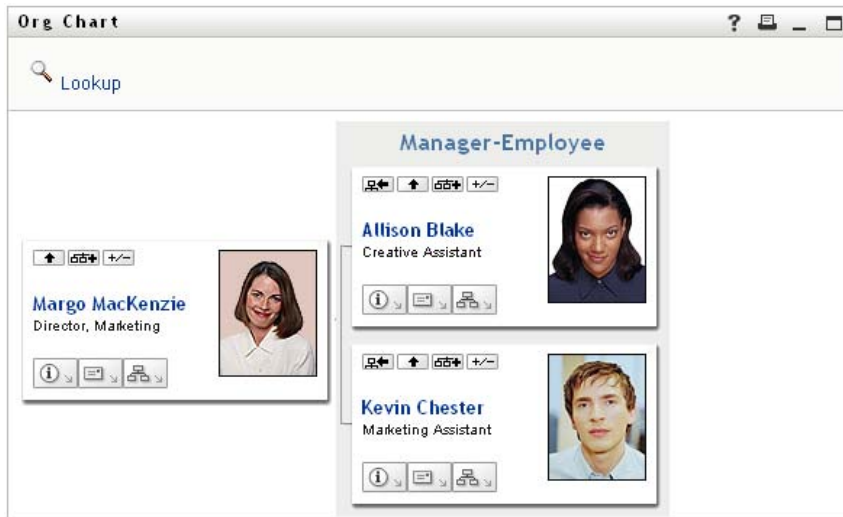 Org Chart
Lookup
Manager-Employee
Margo MacKenzie
Director, Marketing
Allison Blake
Creative Assistant
Kevin Chester
Marketing Assistant